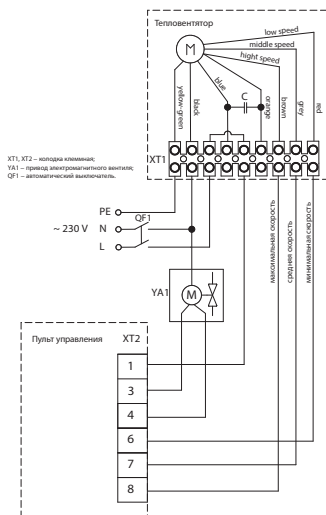 Тепловентор
low speed
middle speed
hight speed
M
yellow-green
black
blue
C
orange
brown
grey
red
XT1
XT1, XT2 – колодка клеммная;
YA1 – привод электромагнитного вентиля;
QF1 – автоматический выключатель.
PE
~ 230 V
N
QF1
L
максимальная скорость
средняя скорость
минимальная скорость
YA1
M
Пульт управления
XT2
1
3
4
6
7
8